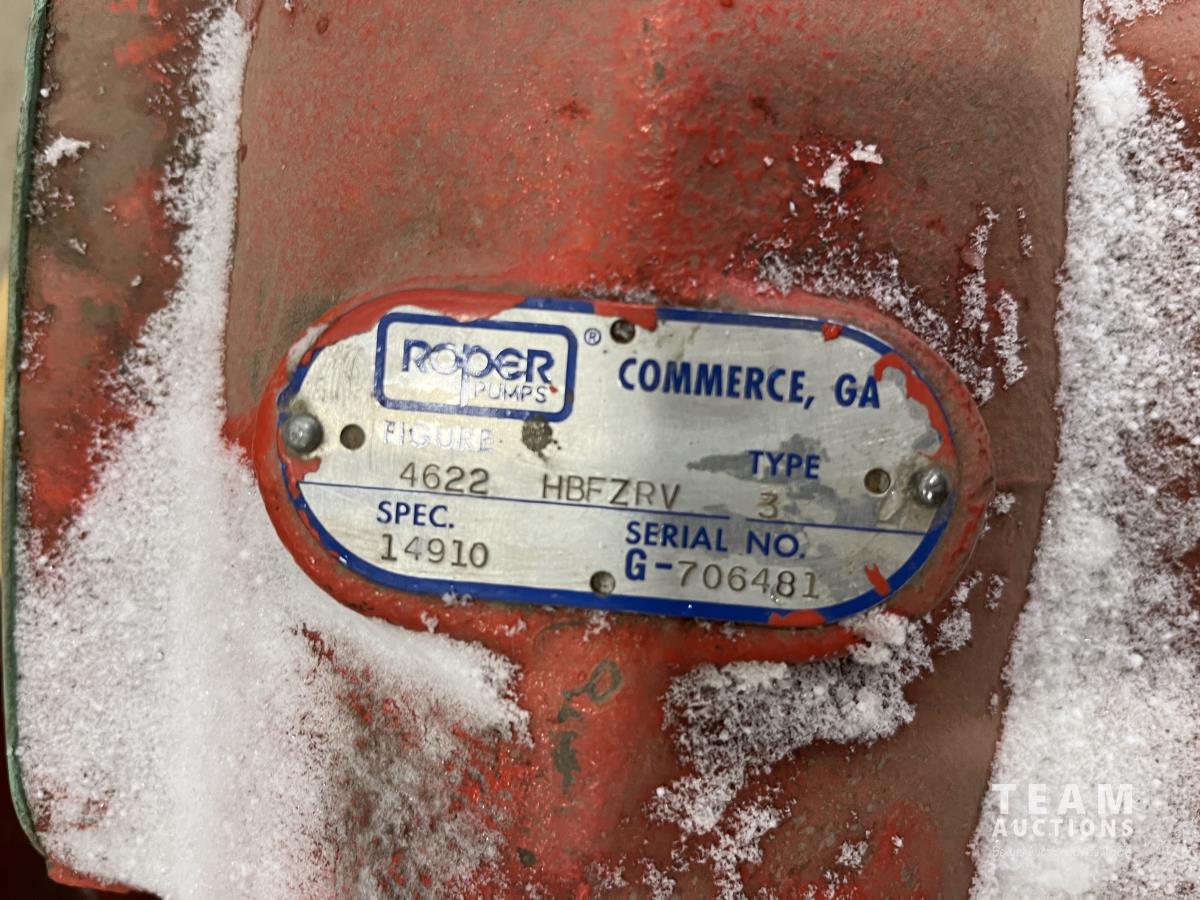 ROPER ®
PUMPS
COMMERCE, GA
FIGURE
TYPE
4622 HBFZRV 3
SPEC.
14910
SERIAL NO.
G-706481
TEAM
AUCTIONS